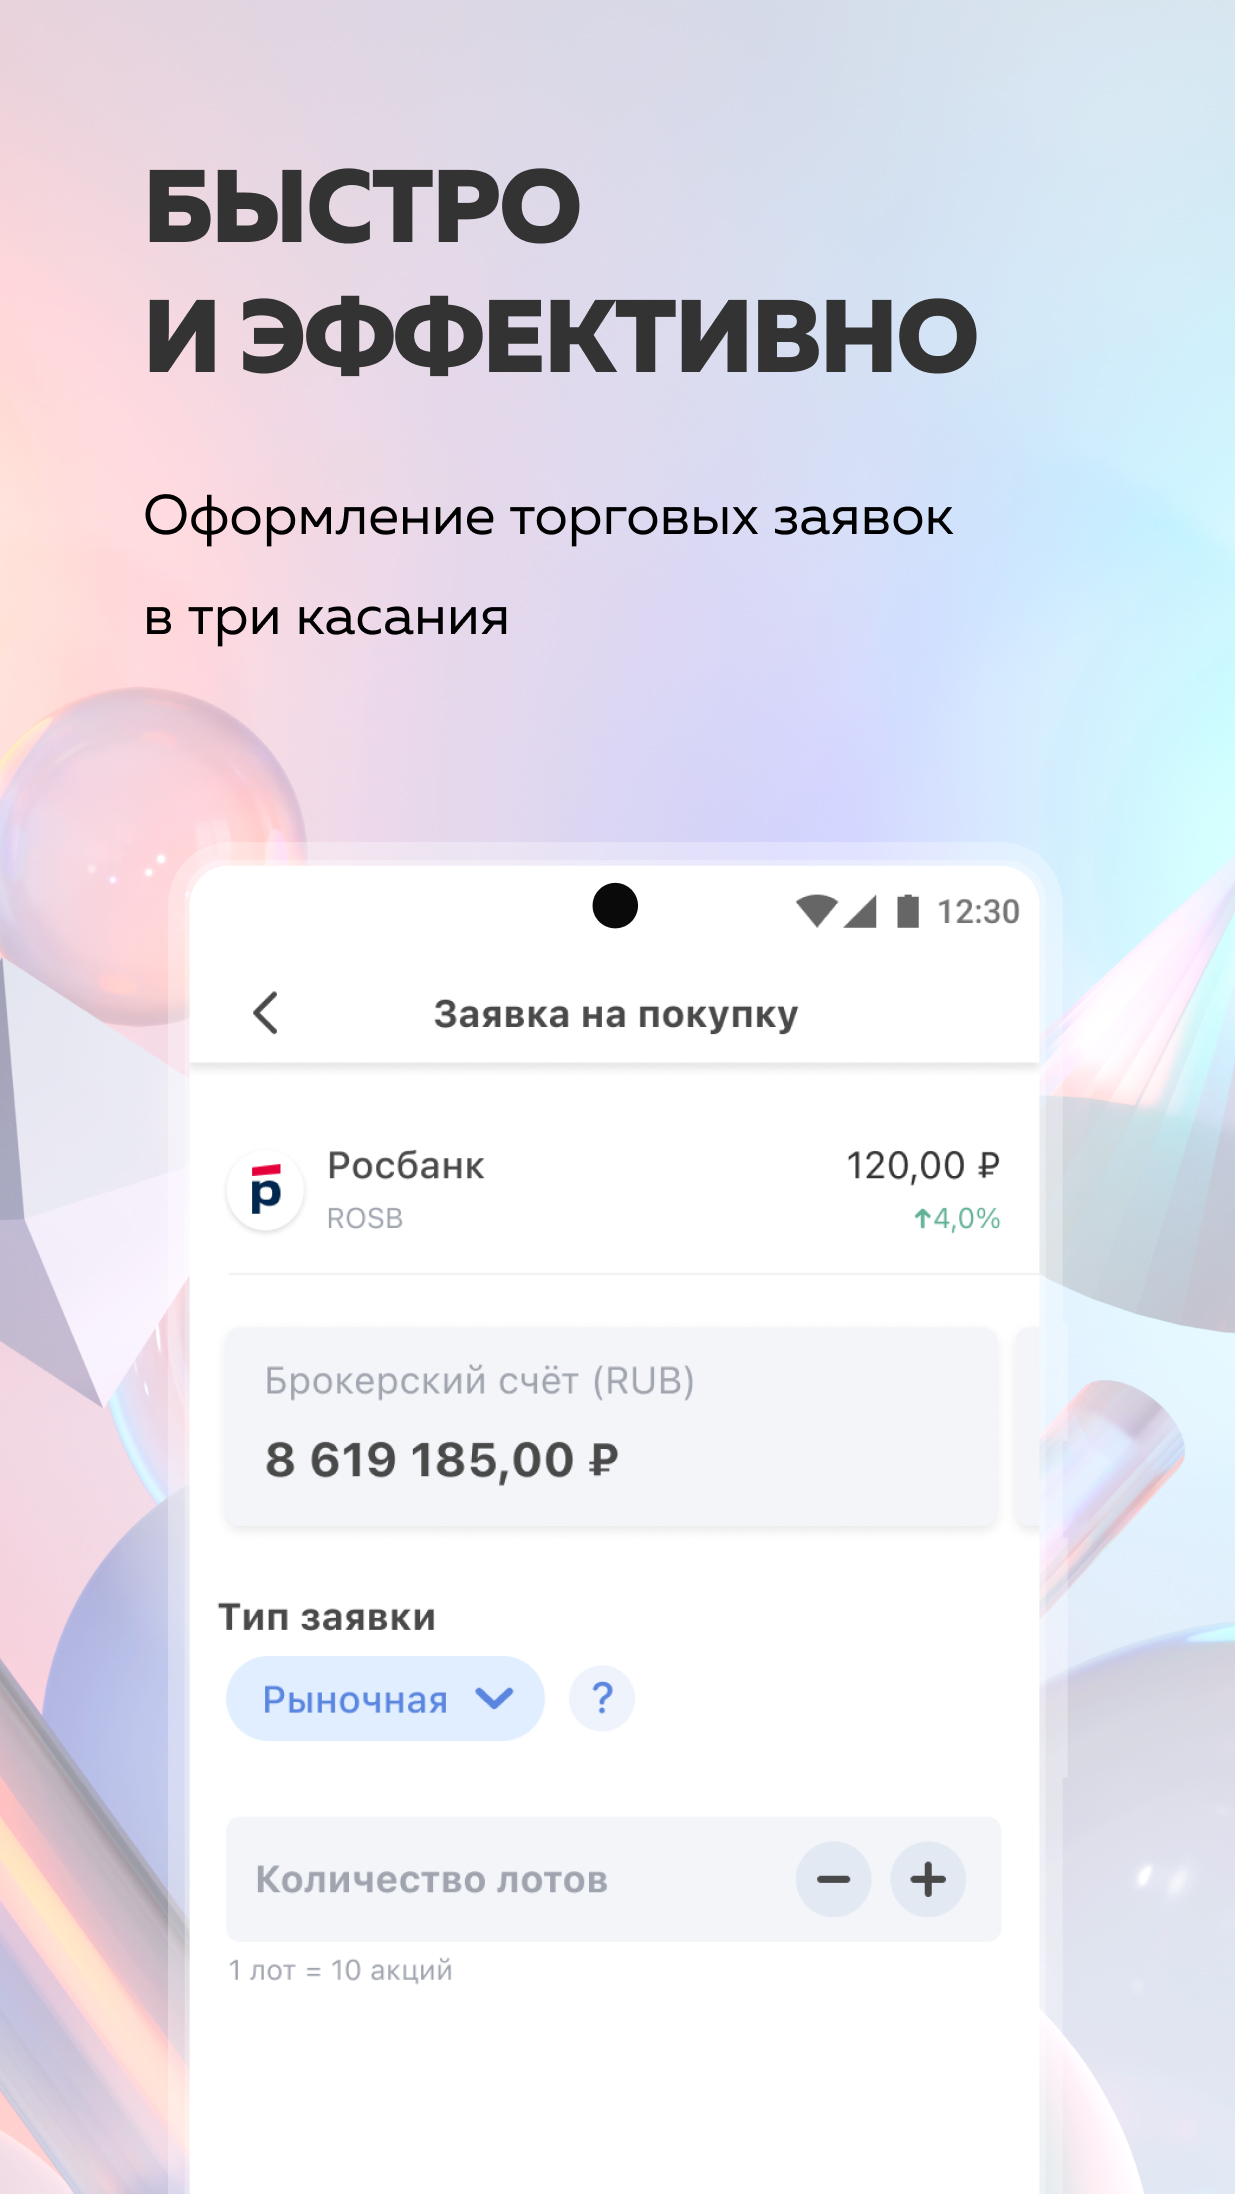 БЫСТРО
И ЭФФЕКТИВНО
Оформление торговых заявок
в три касания
12:30
Заявка на покупку
Росбанк
120,00 ₽
ROSB
↑4,0%
Брокерский счёт (RUB)
8 619 185,00 ₽
Тип заявки
Рыночная
?
Количество лотов
1 лот = 10 акций